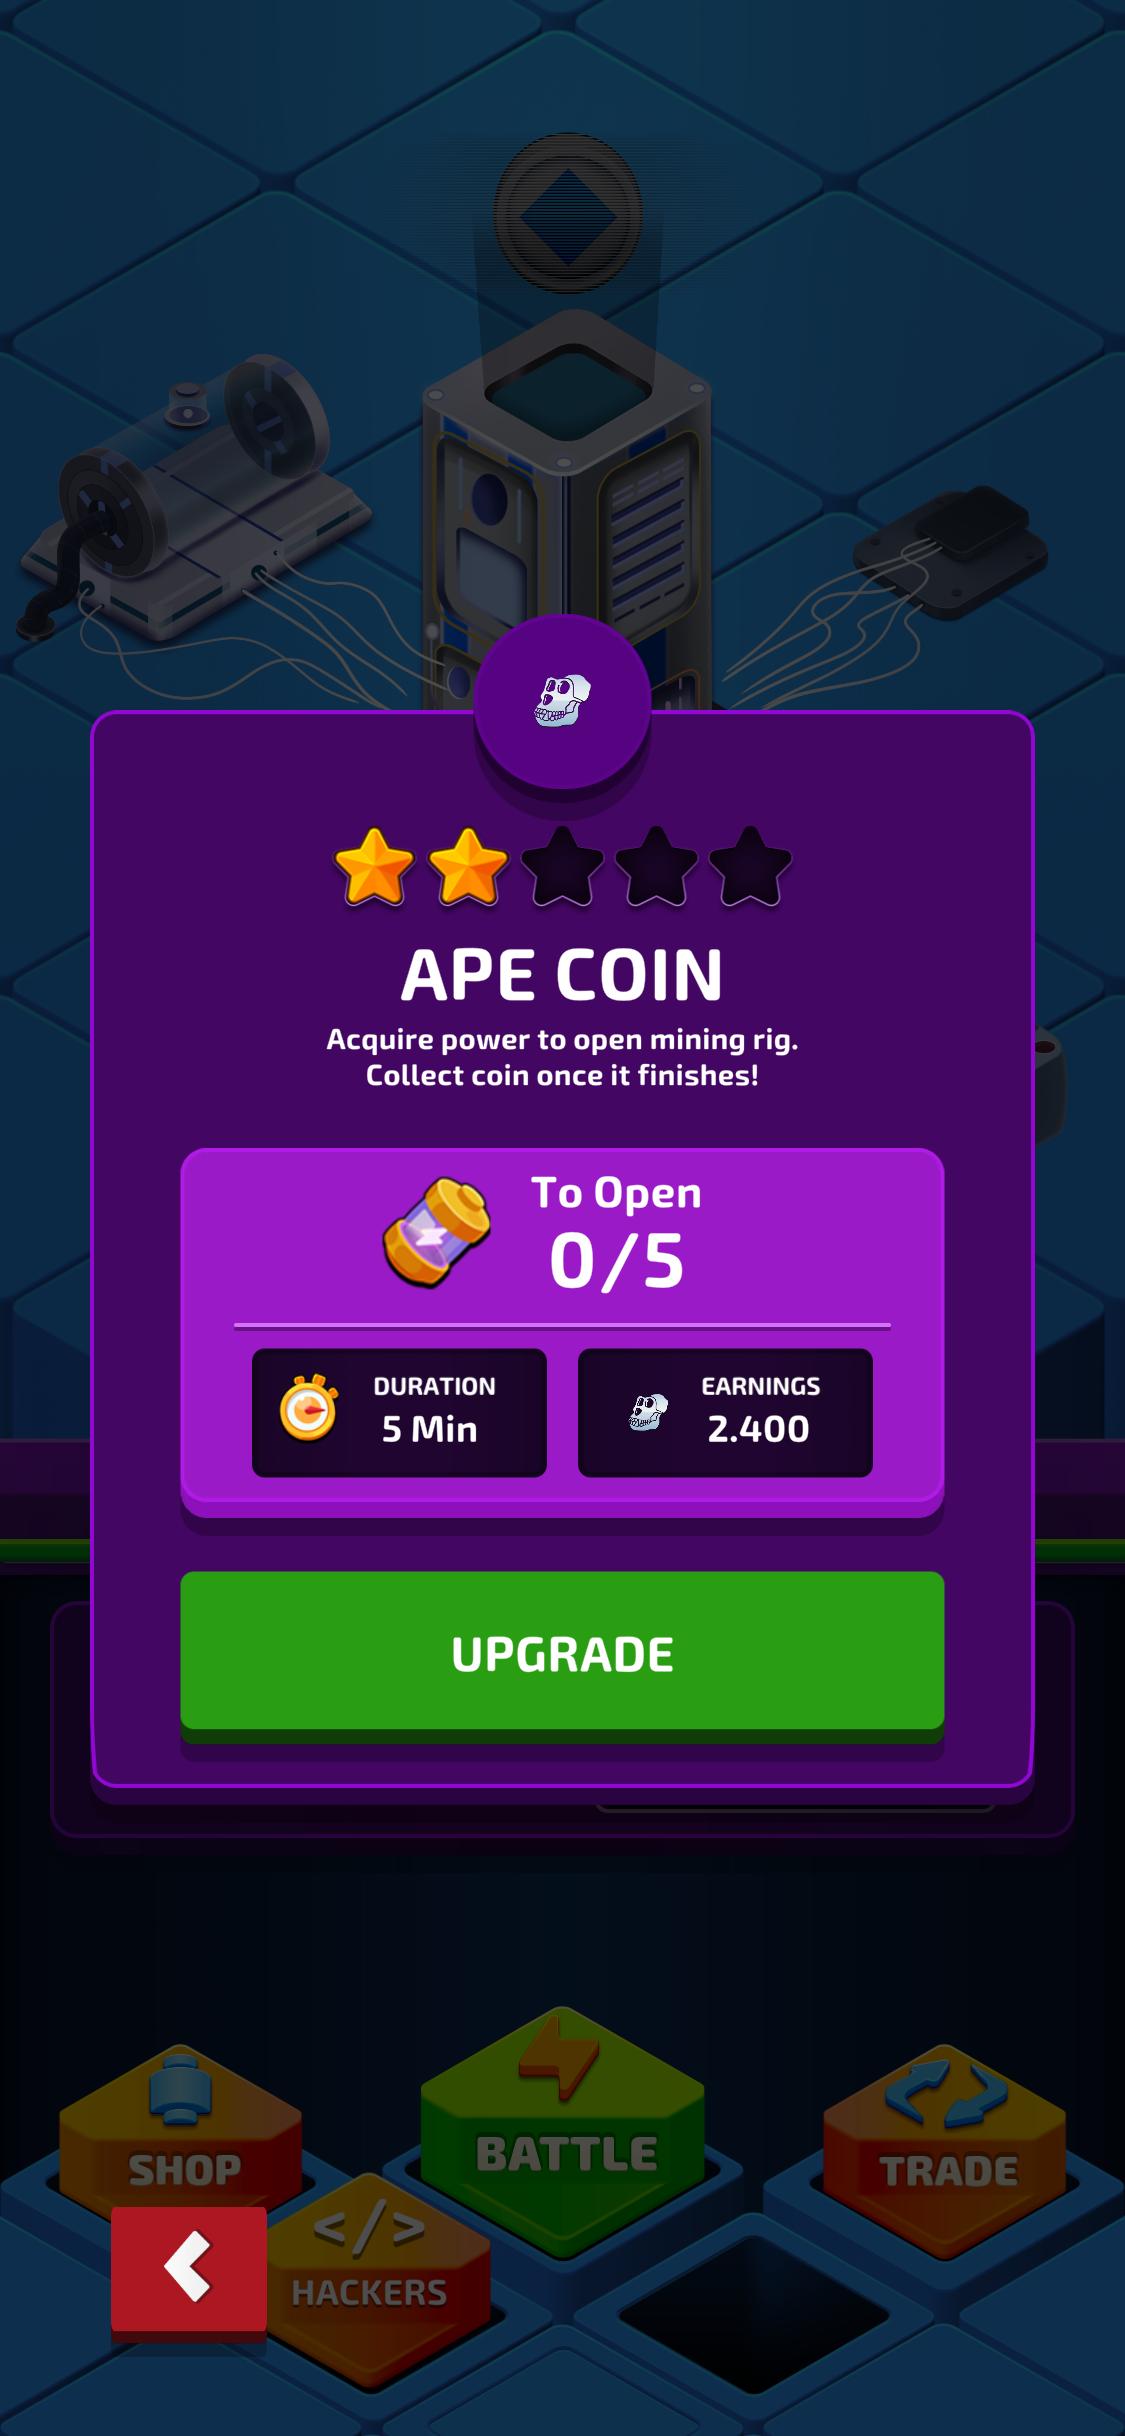 APE COIN
Acquire power to open mining rig.
Collect coin once it finishes!
To Open
0/5
DURATION
5 Min
EARNINGS
2.400
UPGRADE
BATTLE
SHOP
TRADE
</>
HACKERS